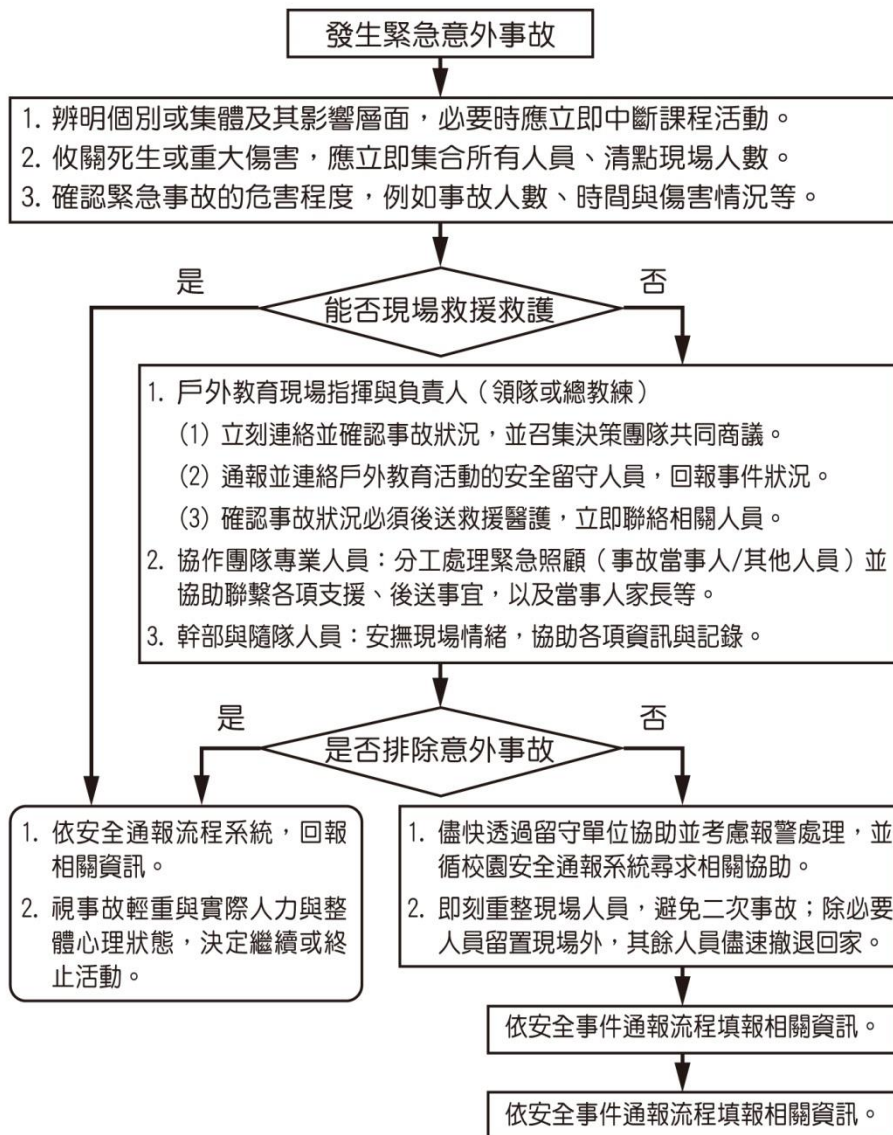 發生緊急意外事故
1. 辨明個別或集體及其影響層面，必要時應立即中斷課程活動。
2. 攸關死生或重大傷害，應立即集合所有人員、清點現場人數。
3. 確認緊急事故的危害程度，例如事故人數、時間與傷害情況等。
是
能否現場救援救護
否
1. 戶外教育現場指揮與負責人（領隊或總教練）
(1) 立刻連絡並確認事故狀況，並召集決策團隊共同商議。
(2) 通報並連絡戶外教育活動的安全留守人員，回報事件狀況。
(3) 確認事故狀況必須後送救援醫護，立即聯絡相關人員。
2. 協作團隊專業人員：分工處理緊急照顧（事故當事人/其他人員）並
協助聯繫各項支援、後送事宜，以及當事人家長等。
3. 幹部與隨隊人員：安撫現場情緒，協助各項資訊與記錄。
是
是否排除意外事故
否
1. 依安全通報流程系統，回報
相關資訊。
2. 視事故輕重與實際人力與整
體心理狀態，決定繼續或終
止活動。
1. 儘快透過留守單位協助並考慮報警處理，並
循校園安全通報系統尋求相關協助。
2. 即刻重整現場人員，避免二次事故；除必要
人員留置現場外，其餘人員儘速撤退回家。
依安全事件通報流程填報相關資訊。
依安全事件通報流程填報相關資訊。